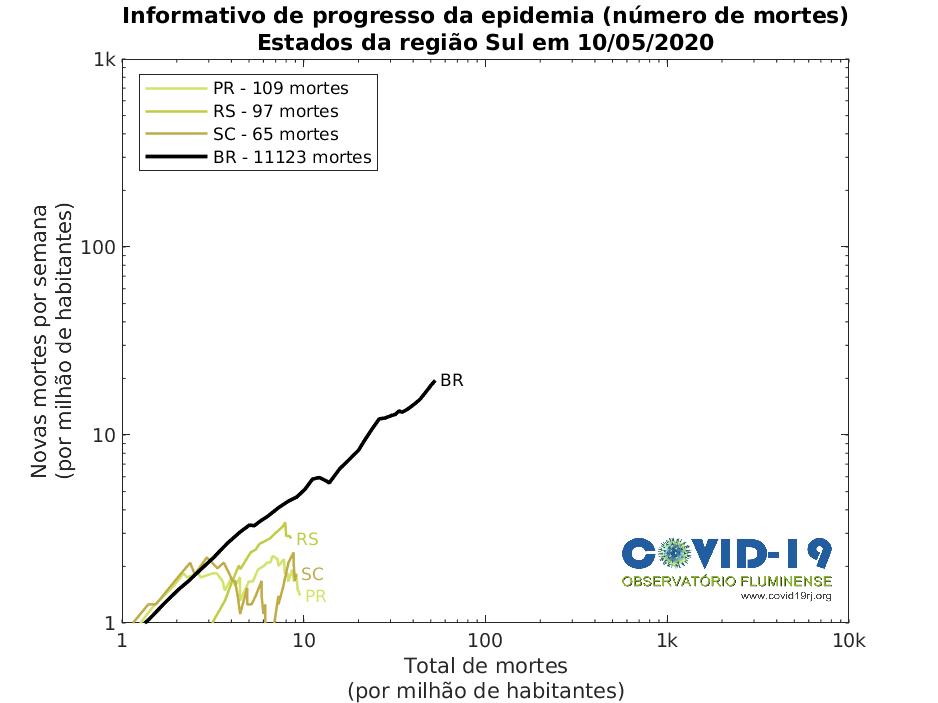 Informativo de progresso da epidemia (número de mortes)
Estados da região Sul em 10/05/2020
1k
PR - 109 mortes
RS - 97 mortes
SC - 65 mortes
BR - 11123 mortes
Novas mortes por semana
(por milhão de habitantes)
100
BR
10
RS
SC
PR
COVID-19
OBSERVATÓRIO FLUMINENSE
www.covid19rj.org
1
1 10 100 1k 10k
Total de mortes
(por milhão de habitantes)